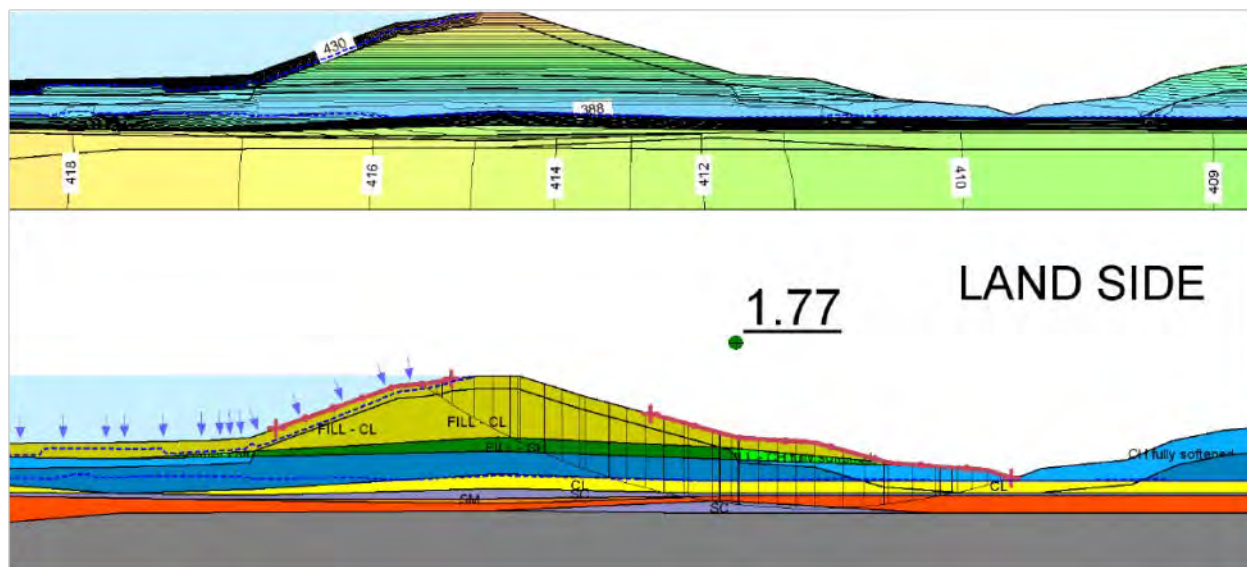 430
388
418
416
414
412
410
409
LAND SIDE
1.77
FILL - CL
FILL - CL
CH fully softened
CL
CL
SC
SM
SC